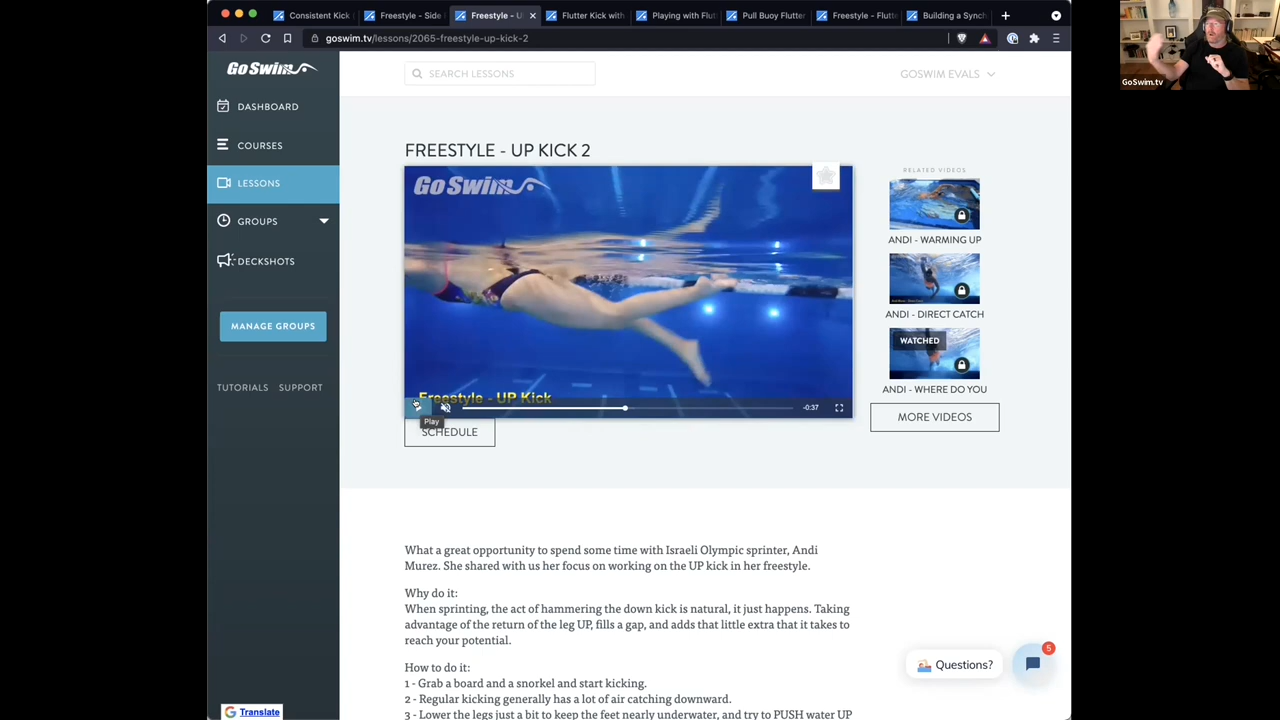 Consistent Kick
Freestyle - Side
Freestyle - U
Flutter Kick with
Playing with Flut
Pull Buoy Flutter
Freestyle - Flutte
Building a Synch
goswim.tv/lessons/2065-freestyle-up-kick-2
GoSwim.tv
Go Swim
SEARCH LESSONS
GOSWIM EVALS
DASHBOARD
COURSES
LESSONS
GROUPS
DECKSHOTS
MANAGE GROUPS
TUTORIALS
SUPPORT
FREESTYLE - UP KICK 2
Go Swim
Freestyle - UP Kick
-0:37
Play
SCHEDULE
RELATED VIDEOS
ANDI - WARMING UP
ANDI - DIRECT CATCH
WATCHED
ANDI - WHERE DO YOU
MORE VIDEOS
What a great opportunity to spend some time with Israeli Olympic sprinter, Andi
Murez. She shared with us her focus on working on the UP kick in her freestyle.
Why do it:
When sprinting, the act of hammering the down kick is natural, it just happens. Taking
advantage of the return of the leg UP, fills a gap, and adds that little extra that it takes to
reach your potential.
How to do it:
1 - Grab a board and a snorkel and start kicking.
2 - Regular kicking generally has a lot of air catching downward.
3 - Lower the legs just a bit to keep the feet nearly underwater, and try to PUSH water UP
Questions?
5
Translate